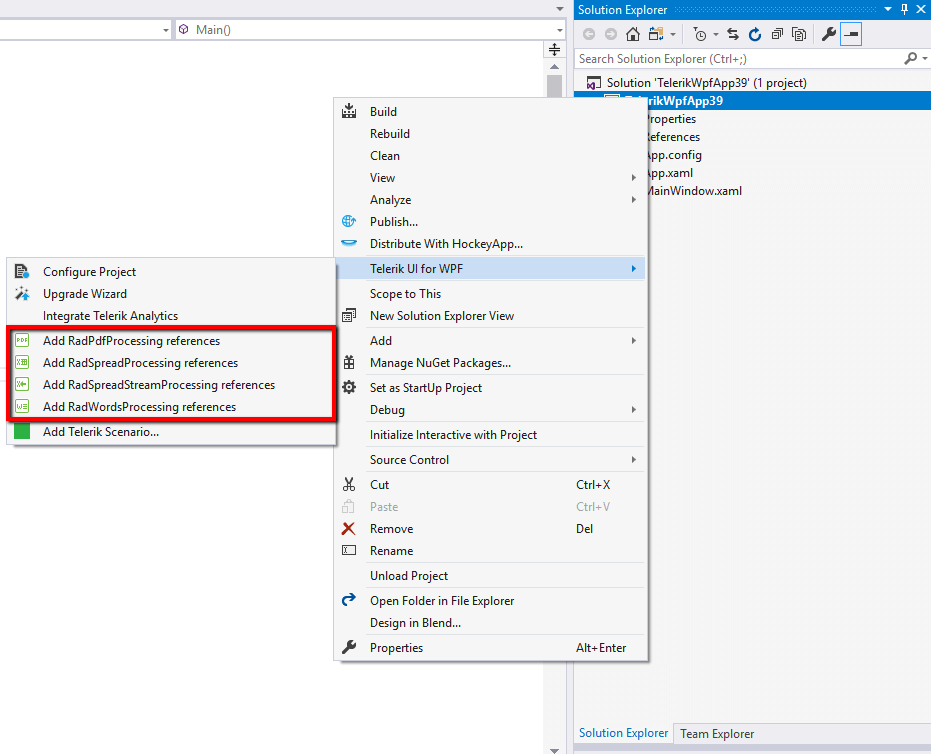 Solution Explorer
Main()
Search Solution Explorer (Ctrl+;)
Solution 'TelerikWpfApp39' (1 project)
TelerikWpfApp39
Properties
References
App.config
App.xaml
MainWindow.xaml
Build
Rebuild
Clean
View
Analyze
Publish...
Distribute With HockeyApp...
Telerik UI for WPF
Scope to This
New Solution Explorer View
Add
Manage NuGet Packages...
Set as StartUp Project
Debug
Initialize Interactive with Project
Source Control
Cut Ctrl+X
Paste Ctrl+V
Remove Del
Rename
Unload Project
Open Folder in File Explorer
Design in Blend...
Properties Alt+Enter
Configure Project
Upgrade Wizard
Integrate Telerik Analytics
PDF Add RadPdfProcessing references
Add RadSpreadProcessing references
Add RadSpreadStreamProcessing references
Add RadWordsProcessing references
Add Telerik Scenario...
Solution Explorer Team Explorer